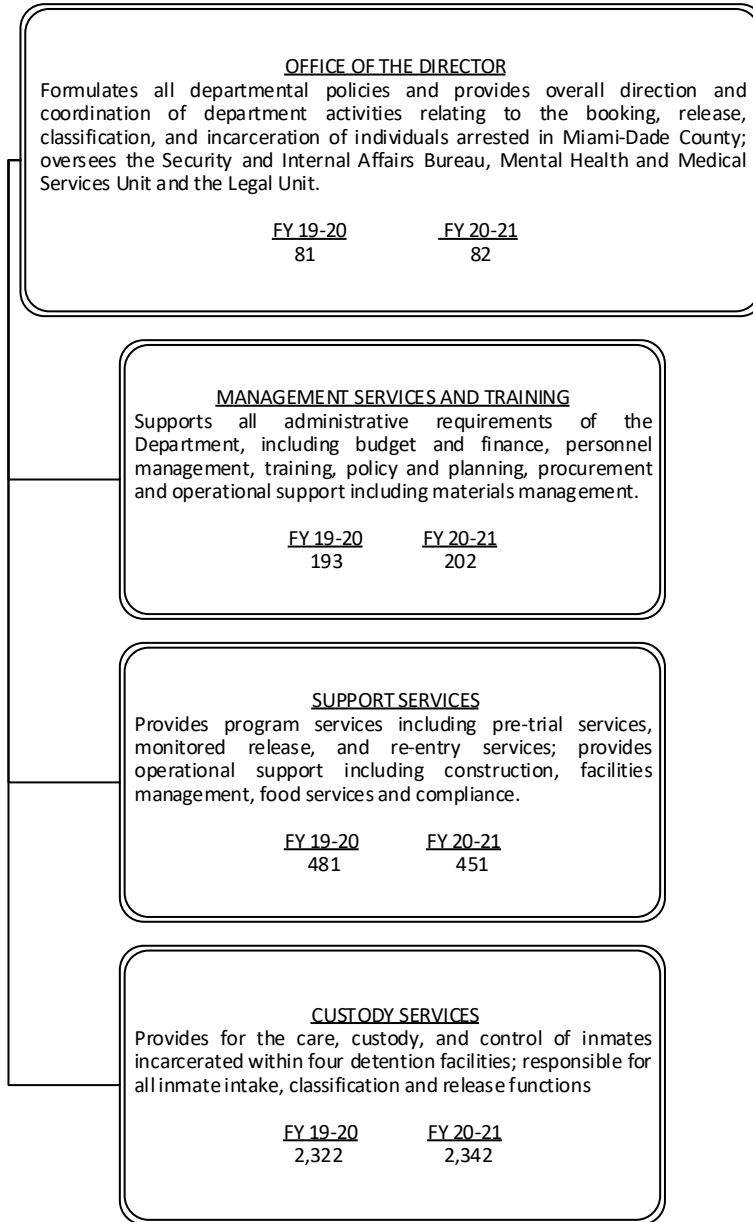 OFFICE OF THE DIRECTOR
Formulates all departmental policies and provides overall direction and
coordination of department activities relating to the booking, release,
classification, and incarceration of individuals arrested in Miami-Dade County;
oversees the Security and Internal Affairs Bureau, Mental Health and Medical
Services Unit and the Legal Unit.
FY 19-20 FY 20-21
81 82
MANAGEMENT SERVICES AND TRAINING
Supports all administrative requirements of the
Department, including budget and finance, personnel
management, training, policy and planning, procurement
and operational support including materials management.
FY 19-20 FY 20-21
193 202
SUPPORT SERVICES
Provides program services including pre-trial services,
monitored release, and re-entry services; provides
operational support including construction, facilities
management, food services and compliance.
FY 19-20 FY 20-21
481 451
CUSTODY SERVICES
Provides for the care, custody, and control of inmates
incarcerated within four detention facilities; responsible for
all inmate intake, classification and release functions
FY 19-20 FY 20-21
2,322 2,342